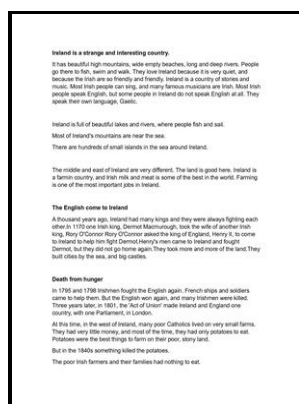 Ireland is a strange and interesting country.
It has beautiful high mountains, wide empty beaches, long and deep rivers. People
go there to fish, swim and walk. They love Ireland because it is very quiet, and
because the Irish are so friendly and friendly. Ireland is a country of stories and
music. Most Irish people can sing, and many famous musicians are Irish. Most Irish
people speak English, but some people in Ireland do not speak English at all. They
speak their own language, Gaelic.
Ireland is full of beautiful lakes and rivers, where people fish and sail.
Most of Ireland's mountains are near the sea.
There are hundreds of small islands in the sea around Ireland.
The middle and east of Ireland are very different. The land is good here. Ireland is
a farmin country, and Irish milk and meat is some of the best in the world. Farming
is one of the most important jobs in Ireland.
The English come to Ireland
A thousand years ago, Ireland had many kings and they were always fighting each
other.In 1170 one Irish king, Dermot Macmurough, took the wife of another Irish
king, Rory O'Connor Rory O'Connor asked the king of England, Henry II, to come
to Ireland to help him fight Dermot.Henry's men came to Ireland and fought
Dermot, but they did not go home again.They took more and more of the land.They
built cities by the sea, and big castles.
Death from hunger
In 1795 and 1798 Irishmen fought the English again. French ships and soldiers
came to help them. But the English won again, and many Irishmen were killed.
Three years later, in 1801, the 'Act of Union' made Ireland and England one
country, with one Parliament, in London.
At this time, in the west of Ireland, many poor Catholics lived on very small farms.
They had very little money, and most of the time, they had only potatoes to eat.
Potatoes were the best things to farm on their poor, stony land.
But in the 1840s something killed the potatoes.
The poor Irish farmers and their families had nothing to eat.